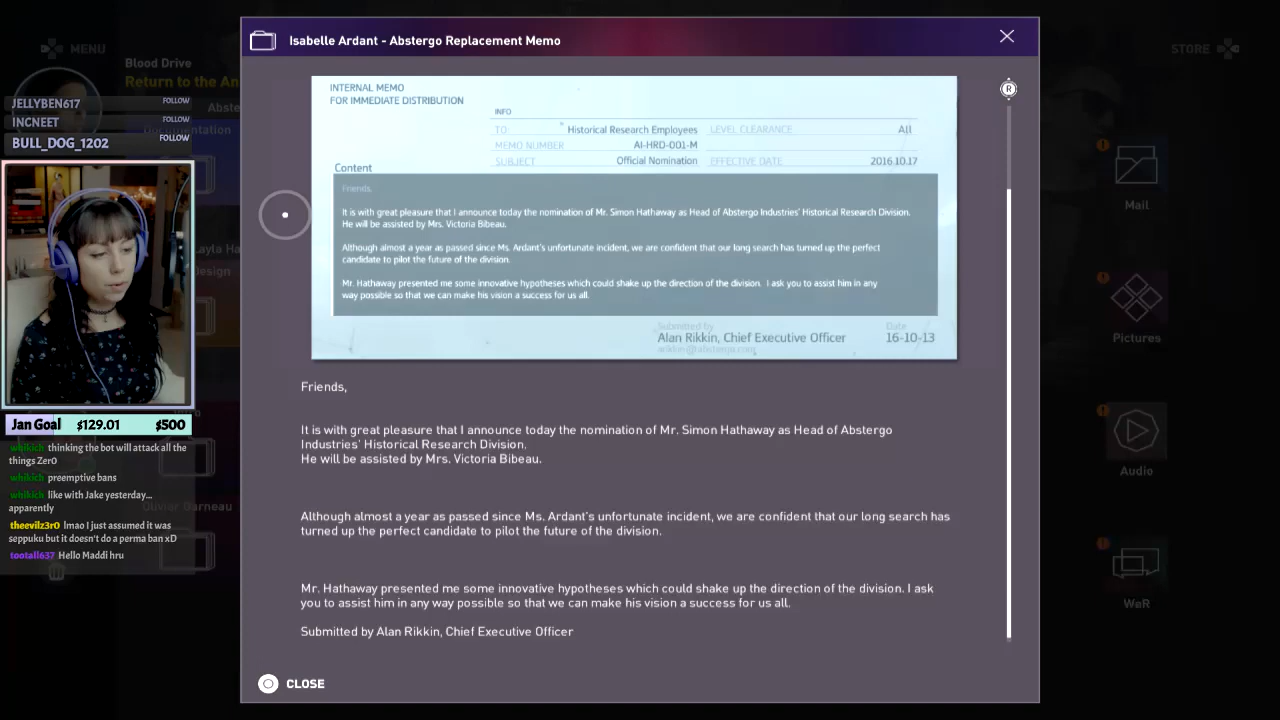 Isabelle Ardant - Abstergo Replacement Memo
MENU
STORE
Blood Drive
Return to the An
JELLYBEN617 FOLLOW
INCNEET FOLLOW
BULL_DOG_1202 FOLLOW
Layla Ha
Design
Jan Goal $129.01 $500
whikich thinking the bot will attack all the
things Zer0
whikich preemptive bans
whikich like with Jake yesterday...
apparently
theevilz3r0 lmao I just assumed it was
seppuku but it doesn't do a perma ban xD
tootall637 Hello Maddi hru
INTERNAL MEMO
FOR IMMEDIATE DISTRIBUTION
INFO
TO: Historical Research Employees LEVEL CLEARANCE All
MEMO NUMBER AI-HRD-001-M
SUBJECT Official Nomination EFFECTIVE DATE 2016.10.17
Content
Friends,
It is with great pleasure that I announce today the nomination of Mr. Simon Hathaway as Head of Abstergo Industries' Historical Research Division.
He will be assisted by Mrs. Victoria Bibeau.
Although almost a year as passed since Ms. Ardant's unfortunate incident, we are confident that our long search has turned up the perfect
candidate to pilot the future of the division.
Mr. Hathaway presented me some innovative hypotheses which could shake up the direction of the division. I ask you to assist him in any
way possible so that we can make his vision a success for us all.
Submitted by Date
Alan Rikkin, Chief Executive Officer 16-10-13
Friends,
It is with great pleasure that I announce today the nomination of Mr. Simon Hathaway as Head of Abstergo
Industries' Historical Research Division.
He will be assisted by Mrs. Victoria Bibeau.
Although almost a year as passed since Ms. Ardant's unfortunate incident, we are confident that our long search has
turned up the perfect candidate to pilot the future of the division.
Mr. Hathaway presented me some innovative hypotheses which could shake up the direction of the division. I ask
you to assist him in any way possible so that we can make his vision a success for us all.
Submitted by Alan Rikkin, Chief Executive Officer
CLOSE
R
Mail
Pictures
Audio
WaR